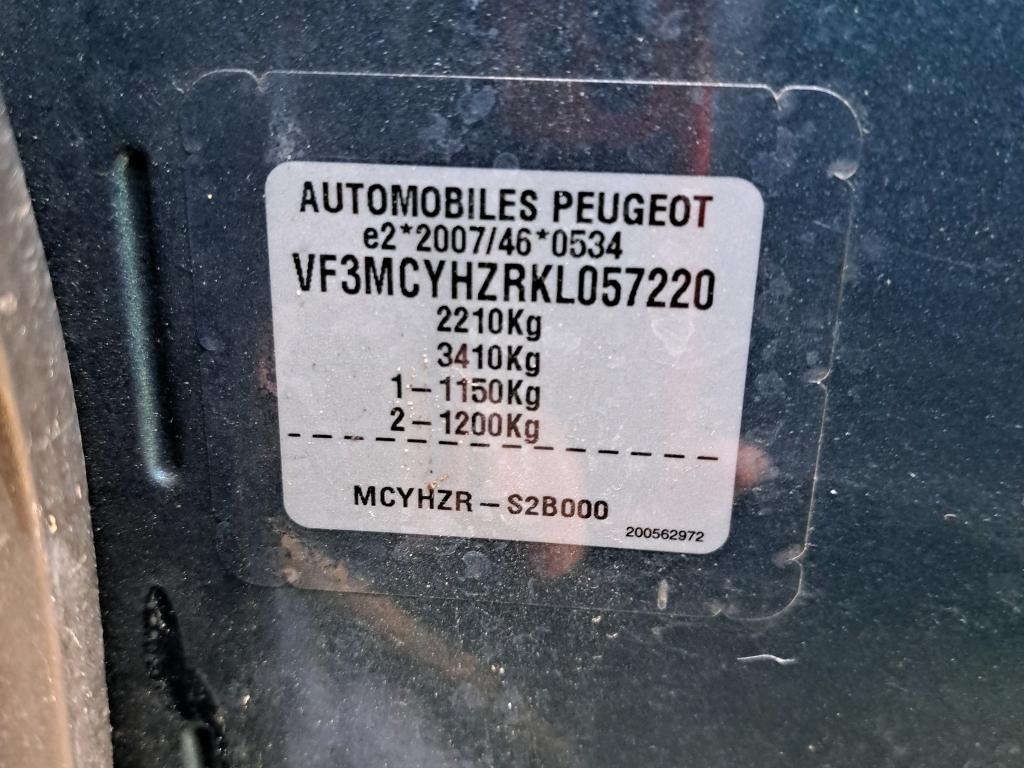 AUTOMOBILES PEUGEOT
e2*2007/46*0534
VF3MCYHZRKL057220
2210Kg
3410Kg
1-1150Kg
2-1200Kg
MCYHZR-S2B000
200562972